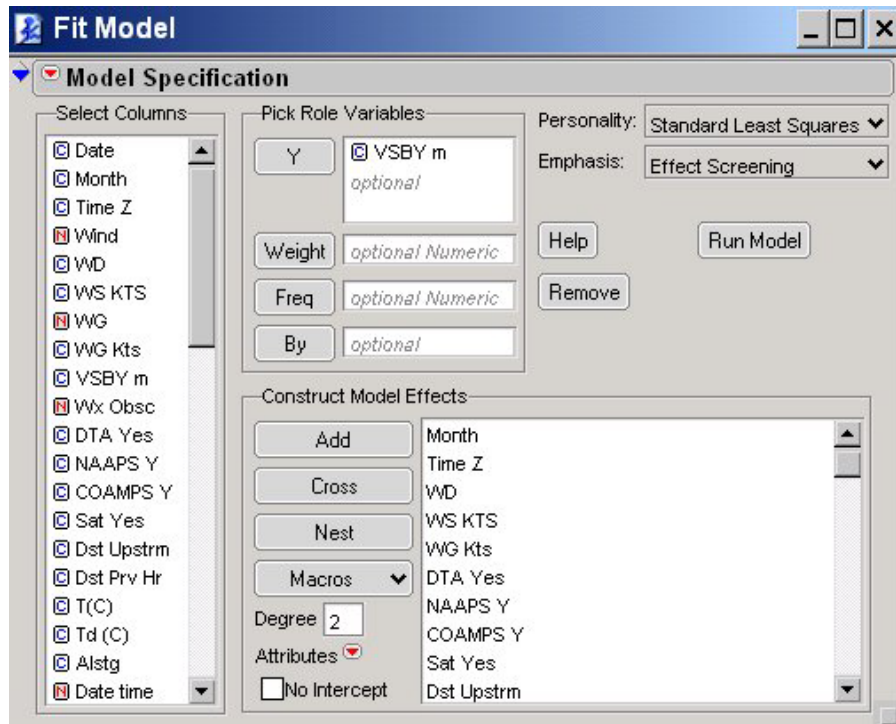 Fit Model
Model Specification
Select Columns
C Date
C Month
C Time Z
N Wind
C WD
C WS KTS
N WG
C WG Kts
C VSBY m
N Wx Obsc
C DTA Yes
C NAAPS Y
C COAMPS Y
C Sat Yes
C Dst Upstrm
C Dst Prv Hr
C T(C)
C Td (C)
C Alstg
N Date time
Pick Role Variables
Y
C VSBY m
optional
Weight
optional Numeric
Freq
optional Numeric
By
optional
Personality: Standard Least Squares
Emphasis: Effect Screening
Help
Run Model
Remove
Construct Model Effects
Add
Cross
Nest
Macros
Degree 2
Attributes
No Intercept
Month
Time Z
WD
WS KTS
WG Kts
DTA Yes
NAAPS Y
COAMPS Y
Sat Yes
Dst Upstrm